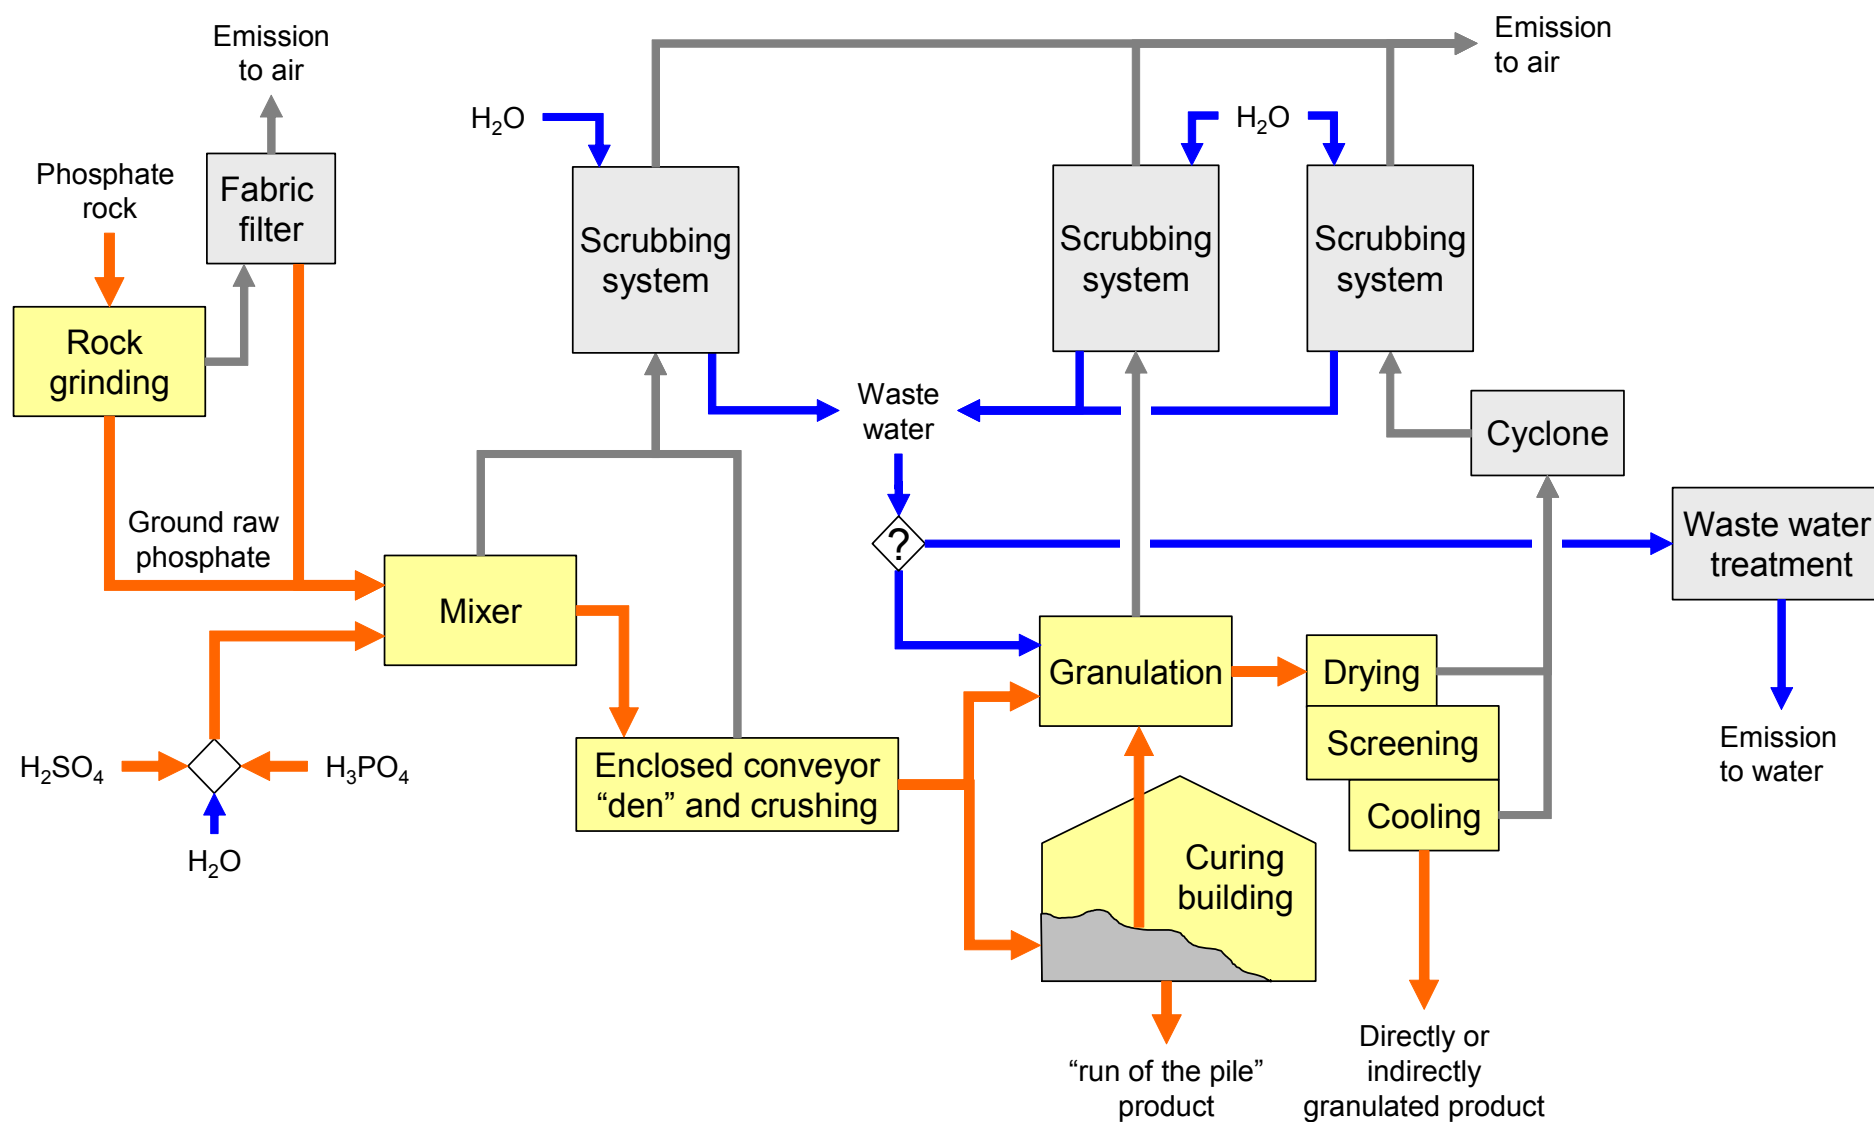 Emission
to air
Emission
to air
H₂O
H₂O
Phosphate
rock
Fabric
filter
Scrubbing
system
Scrubbing
system
Scrubbing
system
Rock
grinding
Waste
water
Cyclone
Ground raw
phosphate
?
Waste water
treatment
Mixer
Granulation
Drying
Screening
Cooling
Emission
to water
H₂SO₄
H₃PO₄
H₂O
Enclosed conveyor
“den” and crushing
Curing
building
“run of the pile”
product
Directly or
indirectly
granulated product